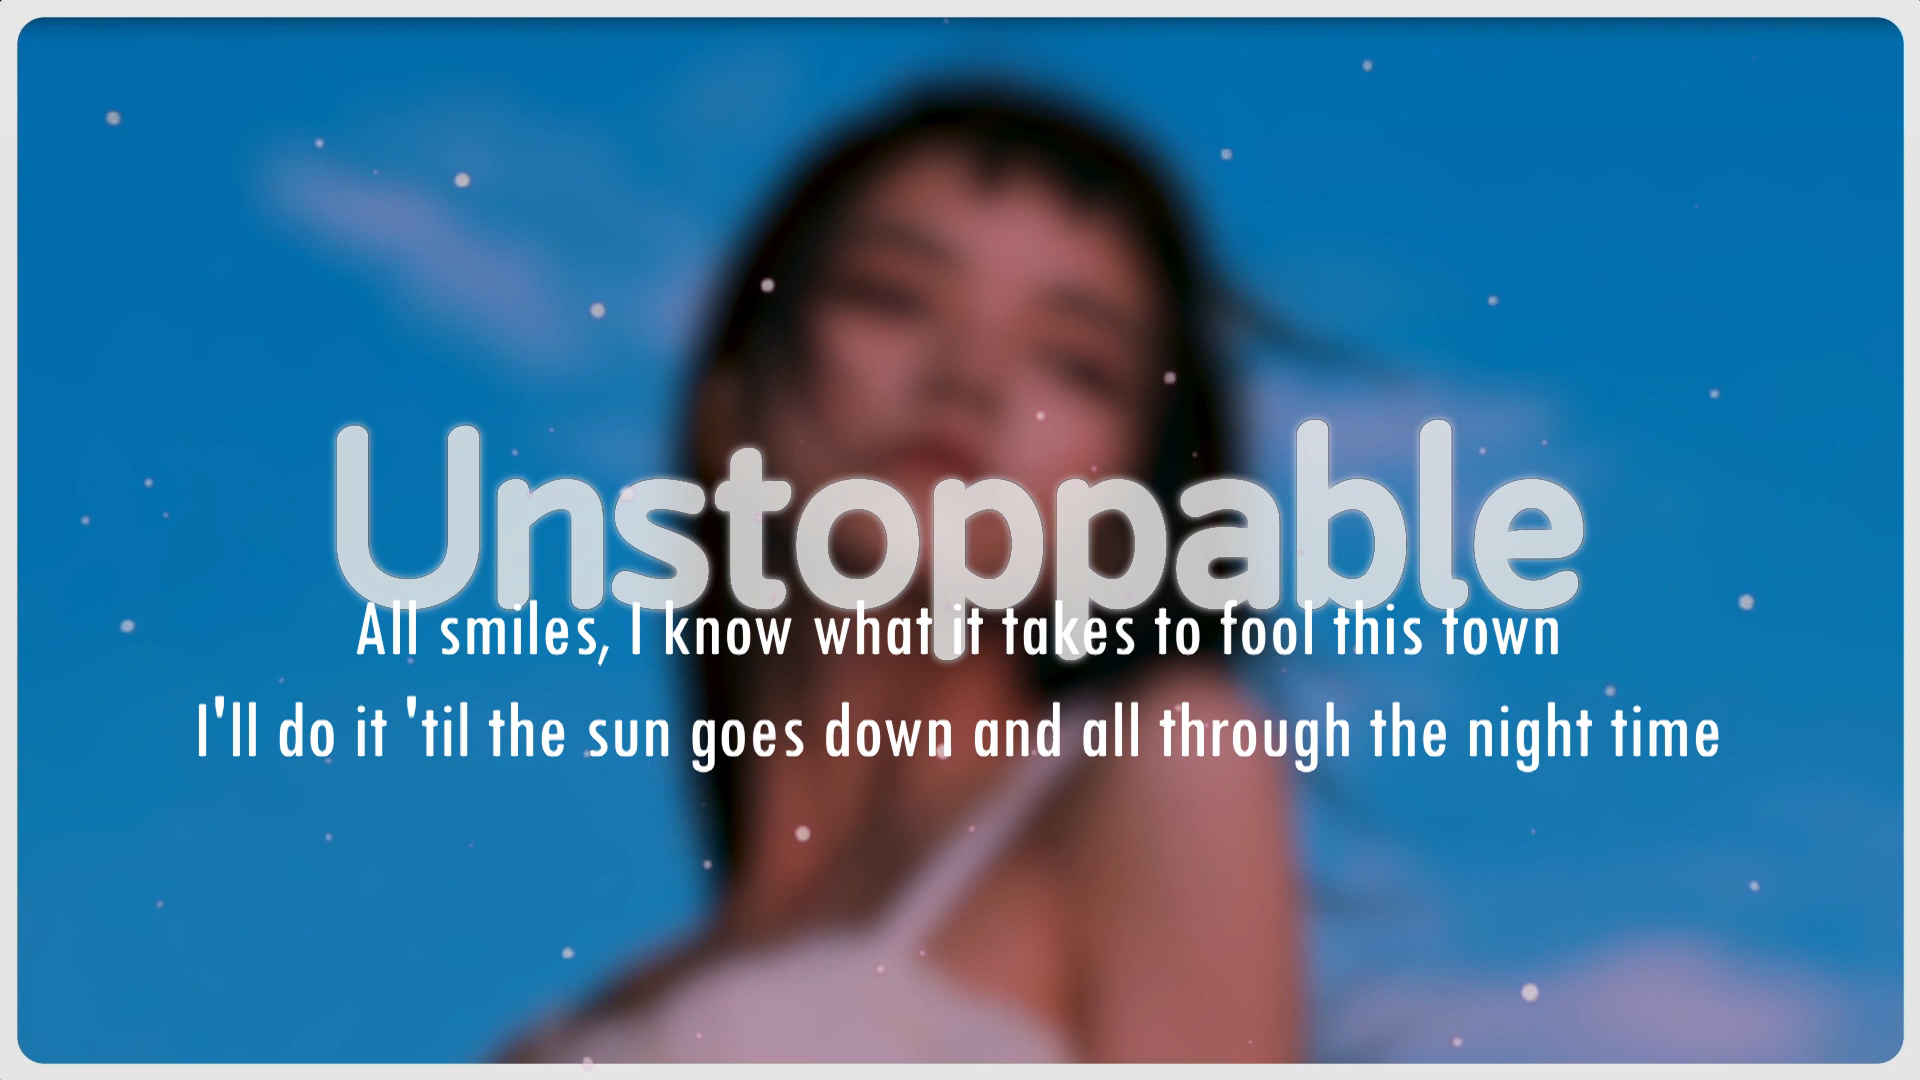 Unstoppable
All smiles, I know what it takes to fool this town
I'll do it 'til the sun goes down and all through the night time